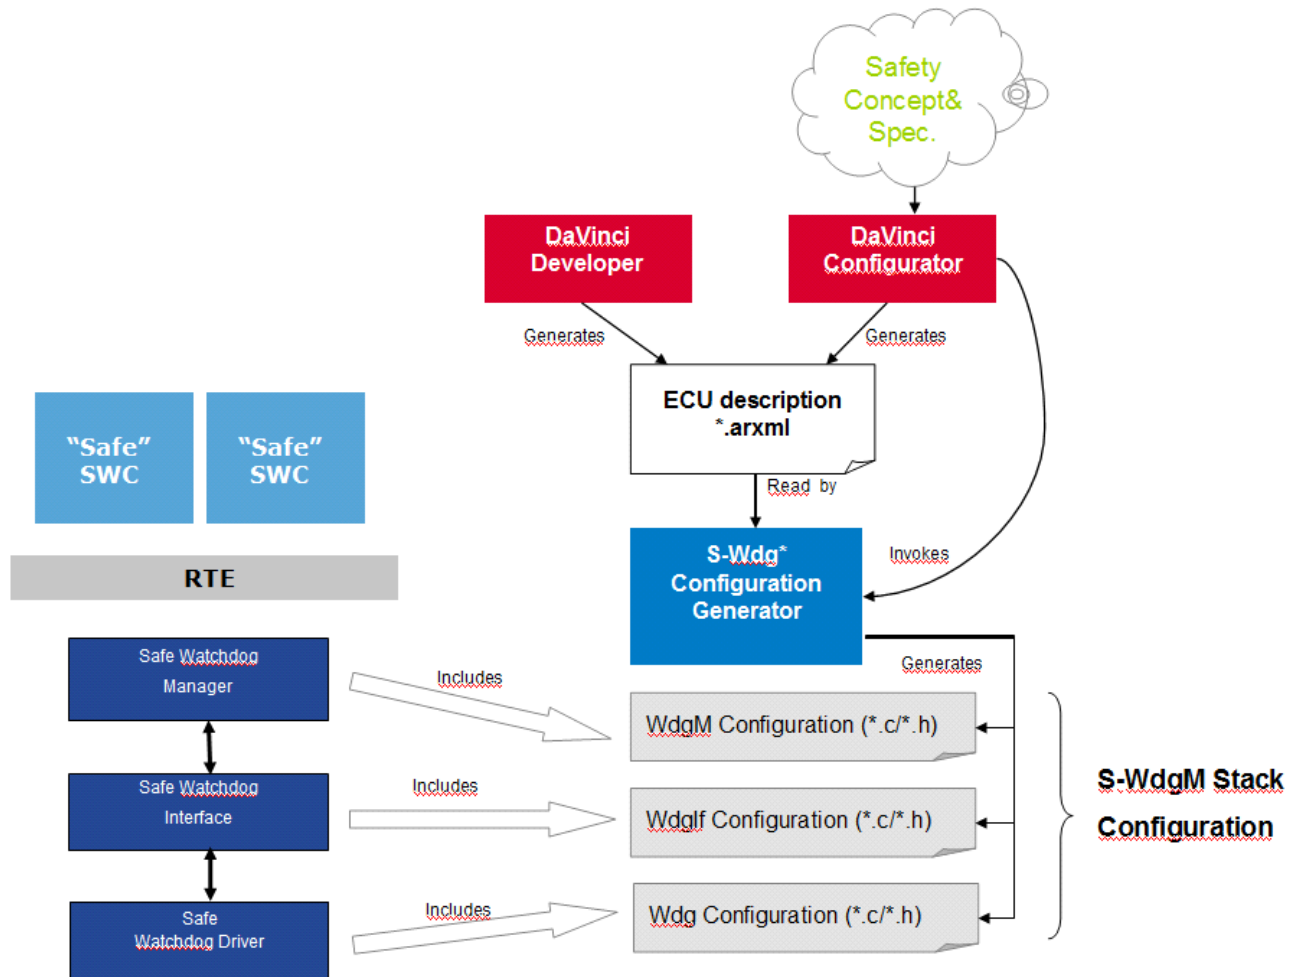 Safety
Concept&
Spec.
DaVinci
Developer
DaVinci
Configurator
Generates
Generates
ECU description
*.arxml
Read by
"Safe"
SWC
"Safe"
SWC
RTE
S-Wdg*
Configuration
Generator
Invokes
Generates
Safe Watchdog
Manager
Includes
WdgM Configuration (*.c/*.h)
Safe Watchdog
Interface
Includes
WdgIf Configuration (*.c/*.h)
S-WdgM Stack
Configuration
Safe
Watchdog Driver
Includes
Wdg Configuration (*.c/*.h)